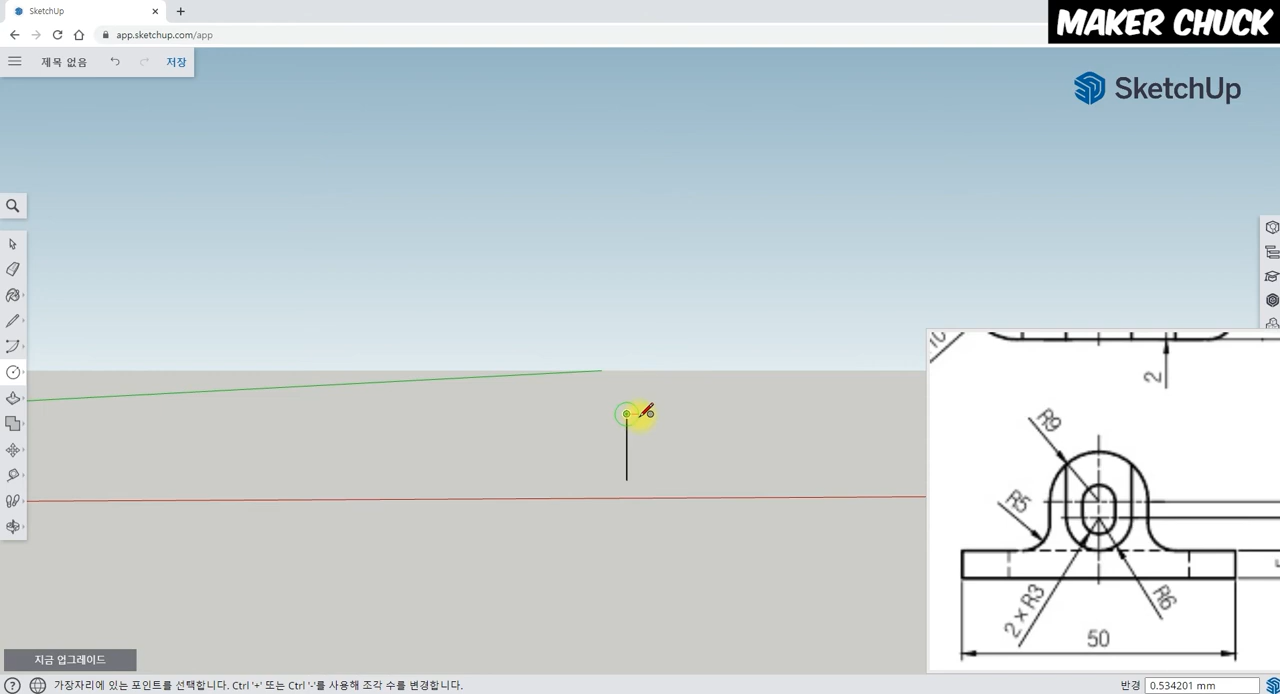 SketchUp
app.sketchup.com/app
MAKER CHUCK
제목 없음
저장
SketchUp
10
2
R9
R5
2×R3
R6
50
지금 업그레이드
가장자리에 있는 포인트를 선택합니다. Ctrl '+' 또는 Ctrl '-'를 사용해 조각 수를 변경합니다.
반경
0.534201 mm